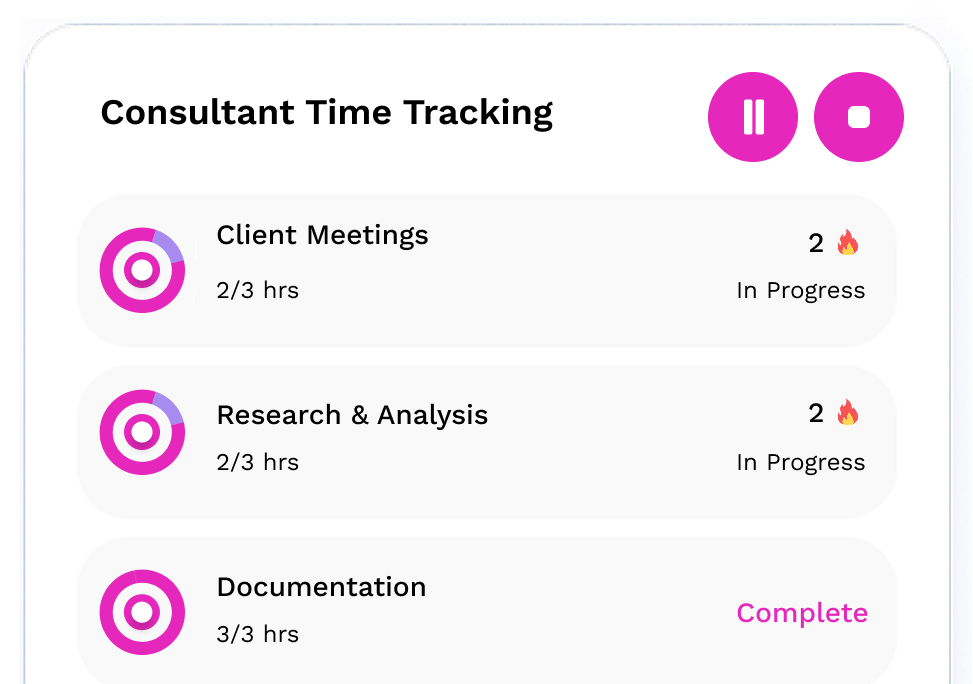 Consultant Time Tracking
Client Meetings
2 🔥
2/3 hrs
In Progress
Research & Analysis
2 🔥
2/3 hrs
In Progress
Documentation
Complete
3/3 hrs